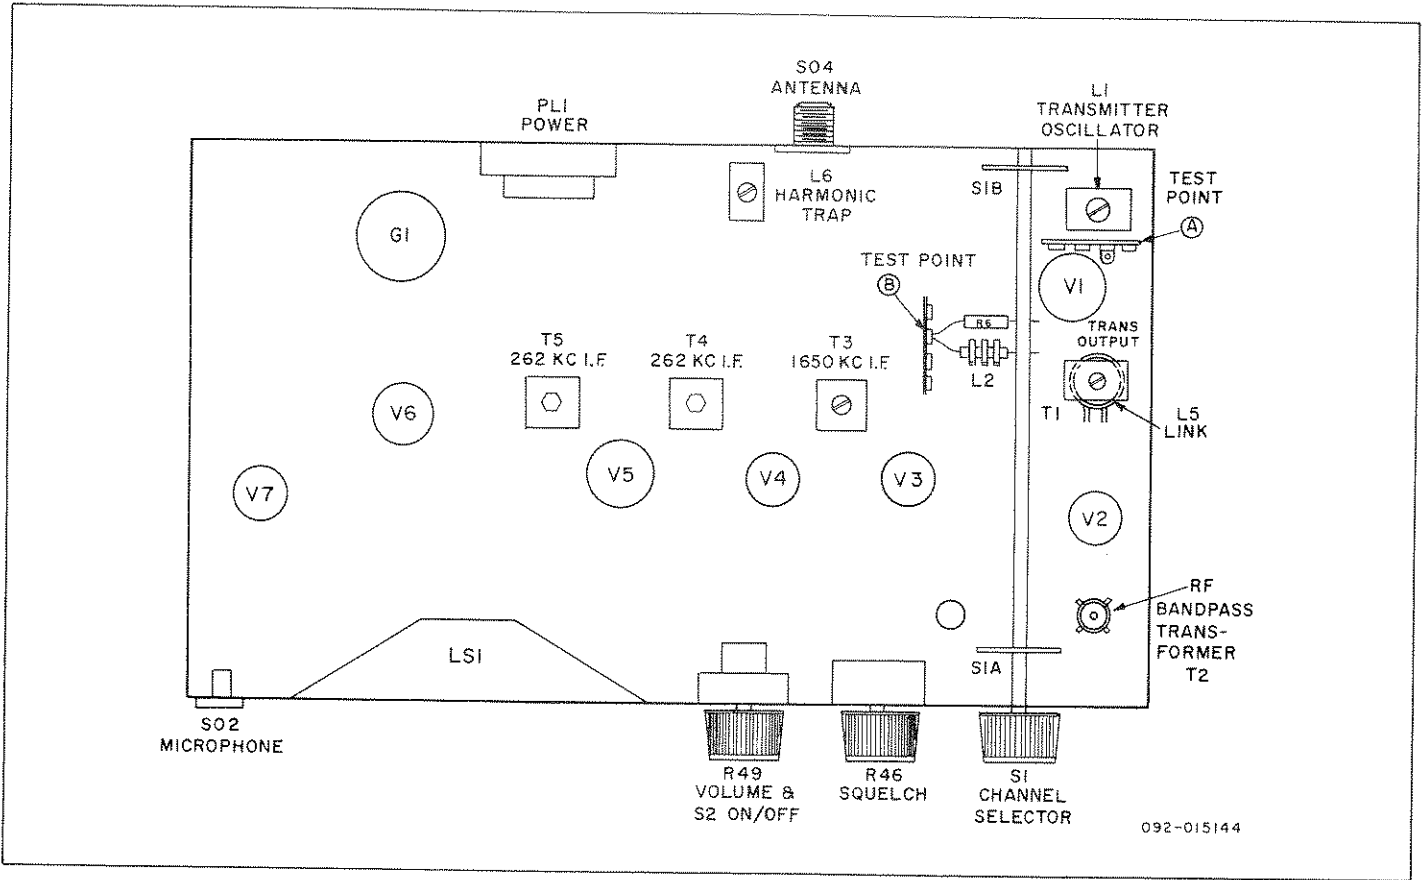 SO4
ANTENNA
PL1
POWER
L1
TRANSMITTER
OSCILLATOR
L6
HARMONIC
TRAP
S1B
TEST
POINT
A
G1
TEST POINT
B
V1
R6
TRANS
OUTPUT
L2
T5
262 KC I.F.
T4
262 KC I.F.
T3
1650 KC I.F.
T1
L5
LINK
V6
V5
V4
V3
V7
V2
RF
BANDPASS
TRANS-
FORMER
T2
LS1
S1A
SO2
MICROPHONE
R49
VOLUME &
S2 ON/OFF
R46
SQUELCH
S1
CHANNEL
SELECTOR
092-015144